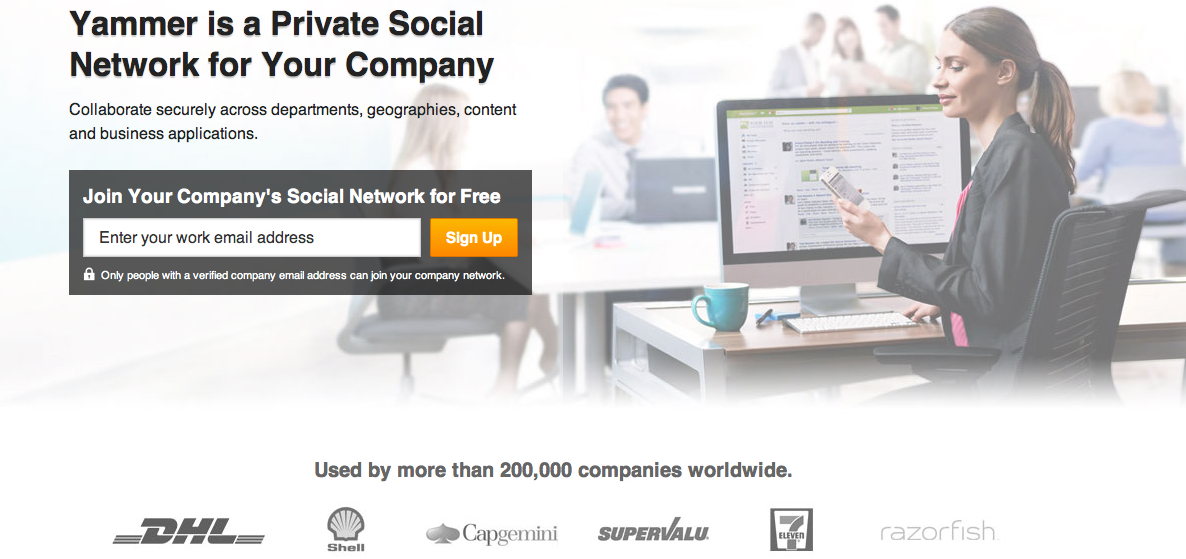 Yammer is a Private Social
Network for Your Company
Collaborate securely across departments, geographies, content
and business applications.
Join Your Company's Social Network for Free
Enter your work email address
Sign Up
Only people with a verified company email address can join your company network.
Used by more than 200,000 companies worldwide.
DHL
Shell
Capgemini
SUPERVALU
7
ELEVEN
razorfish